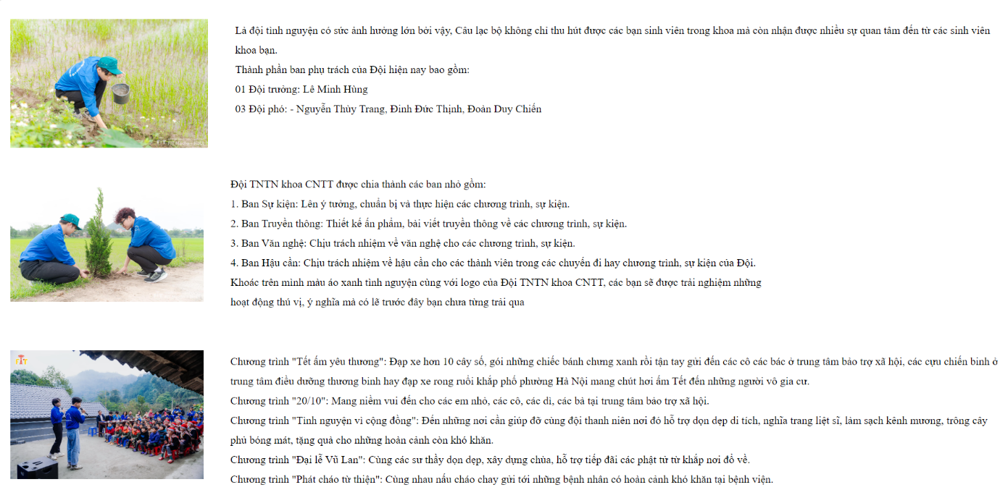 Là đội tình nguyện có sức ảnh hưởng lớn bởi vậy, Câu lạc bộ không chỉ thu hút được các bạn sinh viên trong khoa mà còn nhận được nhiều sự quan tâm đến từ các sinh viên
khoa bạn.
Thành phần ban phụ trách của Đội hiện nay bao gồm:
01 Đội trưởng: Lê Minh Hùng
03 Đội phó: - Nguyễn Thùy Trang, Đinh Đức Thịnh, Đoàn Duy Chiến
Đội TNTN khoa CNTT được chia thành các ban nhỏ gồm:
1. Ban Sự kiện: Lên ý tưởng, chuẩn bị và thực hiện các chương trình, sự kiện.
2. Ban Truyền thông: Thiết kế ấn phẩm, bài viết truyền thông về các chương trình, sự kiện.
3. Ban Văn nghệ: Chịu trách nhiệm về văn nghệ cho các chương trình, sự kiện.
4. Ban Hậu cần: Chịu trách nhiệm về hậu cần cho các thành viên trong các chuyến đi hay chương trình, sự kiện của Đội.
Khoác trên mình màu áo xanh tình nguyện cùng với logo của Đội TNTN khoa CNTT, các bạn sẽ được trải nghiệm những
hoạt động thú vị, ý nghĩa mà có lẽ trước đây bạn chưa từng trải qua
FIT
Chương trình "Tết ấm yêu thương": Đạp xe hơn 10 cây số, gói những chiếc bánh chưng xanh rồi tận tay gửi đến các cô các bác ở trung tâm bảo trợ xã hội, các cựu chiến binh ở
trung tâm điều dưỡng thương binh hay đạp xe rong ruổi khắp phố phường Hà Nội mang chút hơi ấm Tết đến những người vô gia cư.
Chương trình "20/10": Mang niềm vui đến cho các em nhỏ, các cô, các dì, các bà tại trung tâm bảo trợ xã hội.
Chương trình "Tình nguyện vì cộng đồng": Đến những nơi cần giúp đỡ cùng đội thanh niên nơi đó hỗ trợ dọn dẹp di tích, nghĩa trang liệt sĩ, làm sạch kênh mương, trồng cây
phủ bóng mát, tặng quà cho những hoàn cảnh còn khó khăn.
Chương trình "Đại lễ Vũ Lan": Cùng các sư thầy dọn dẹp, xây dựng chùa, hỗ trợ tiếp đãi các phật tử từ khắp nơi đổ về.
Chương trình "Phát cháo từ thiện": Cùng nhau nấu cháo chay gửi tới những bệnh nhân có hoàn cảnh khó khăn tại bệnh viện.